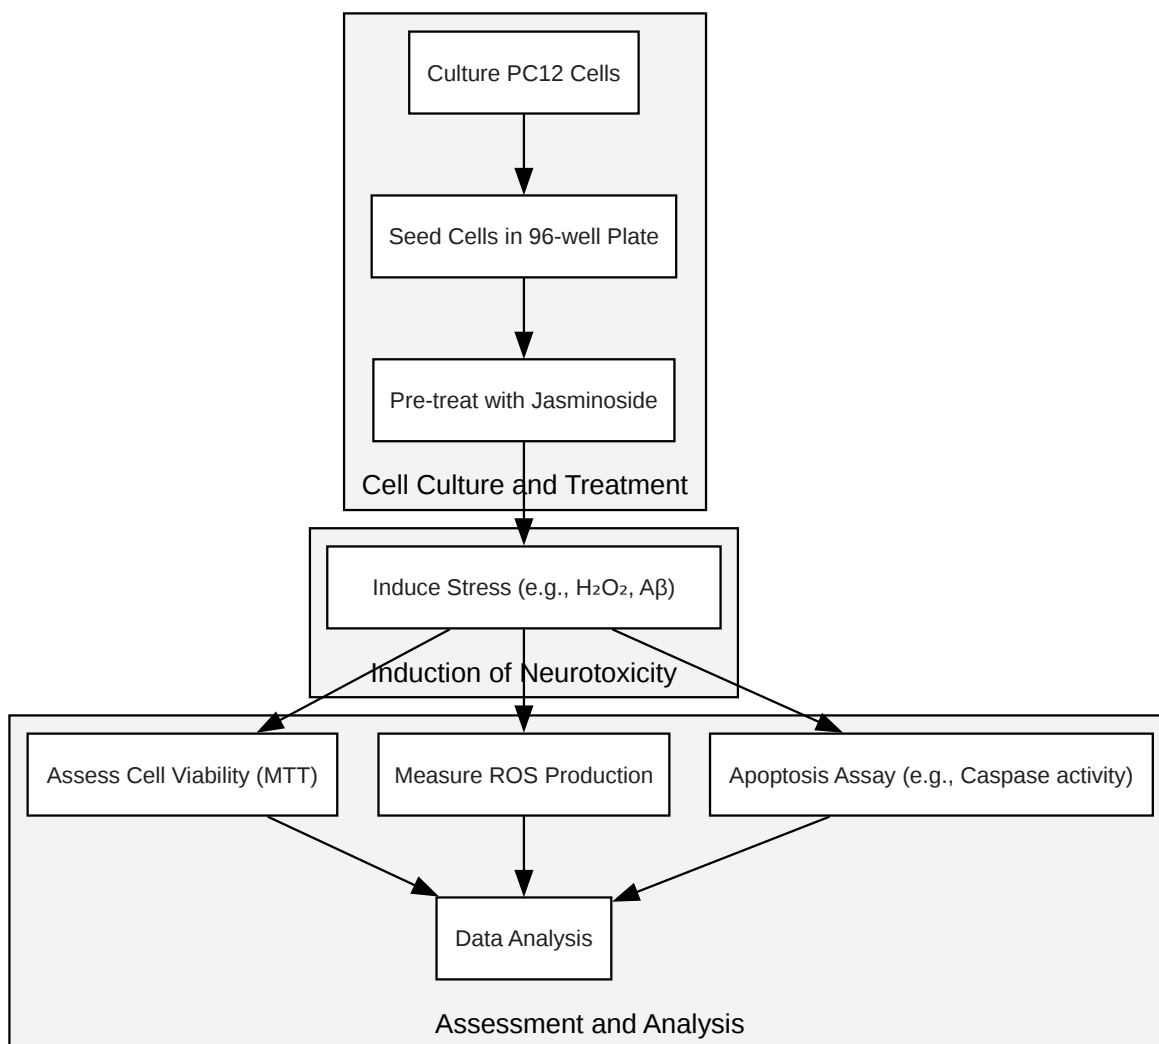 Culture PC12 Cells
Seed Cells in 96-well Plate
Pre-treat with Jasminoside
Cell Culture and Treatment
Induce Stress (e.g., H₂O₂, Aβ)
Induction of Neurotoxicity
Assess Cell Viability (MTT)
Measure ROS Production
Apoptosis Assay (e.g., Caspase activity)
Data Analysis
Assessment and Analysis